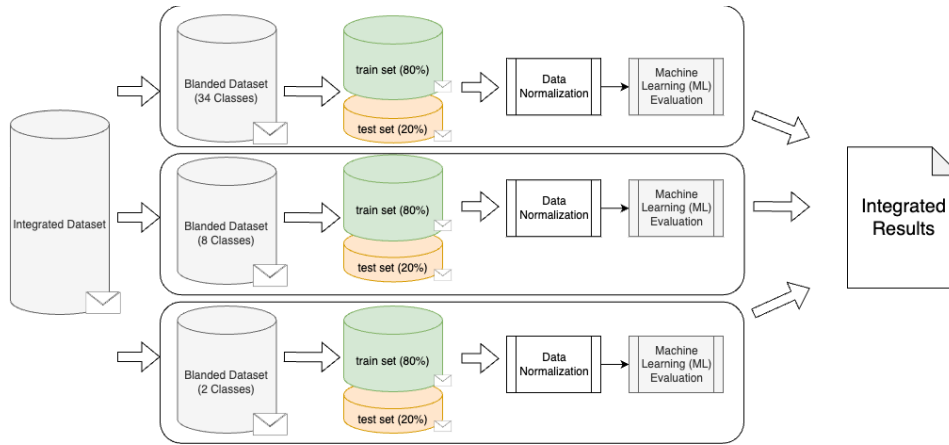 Integrated Dataset
Blanded Dataset
(34 Classes)
train set (80%)
test set (20%)
Data
Normalization
Machine
Learning (ML)
Evaluation
Blanded Dataset
(8 Classes)
train set (80%)
test set (20%)
Data
Normalization
Machine
Learning (ML)
Evaluation
Blanded Dataset
(2 Classes)
train set (80%)
test set (20%)
Data
Normalization
Machine
Learning (ML)
Evaluation
Integrated
Results